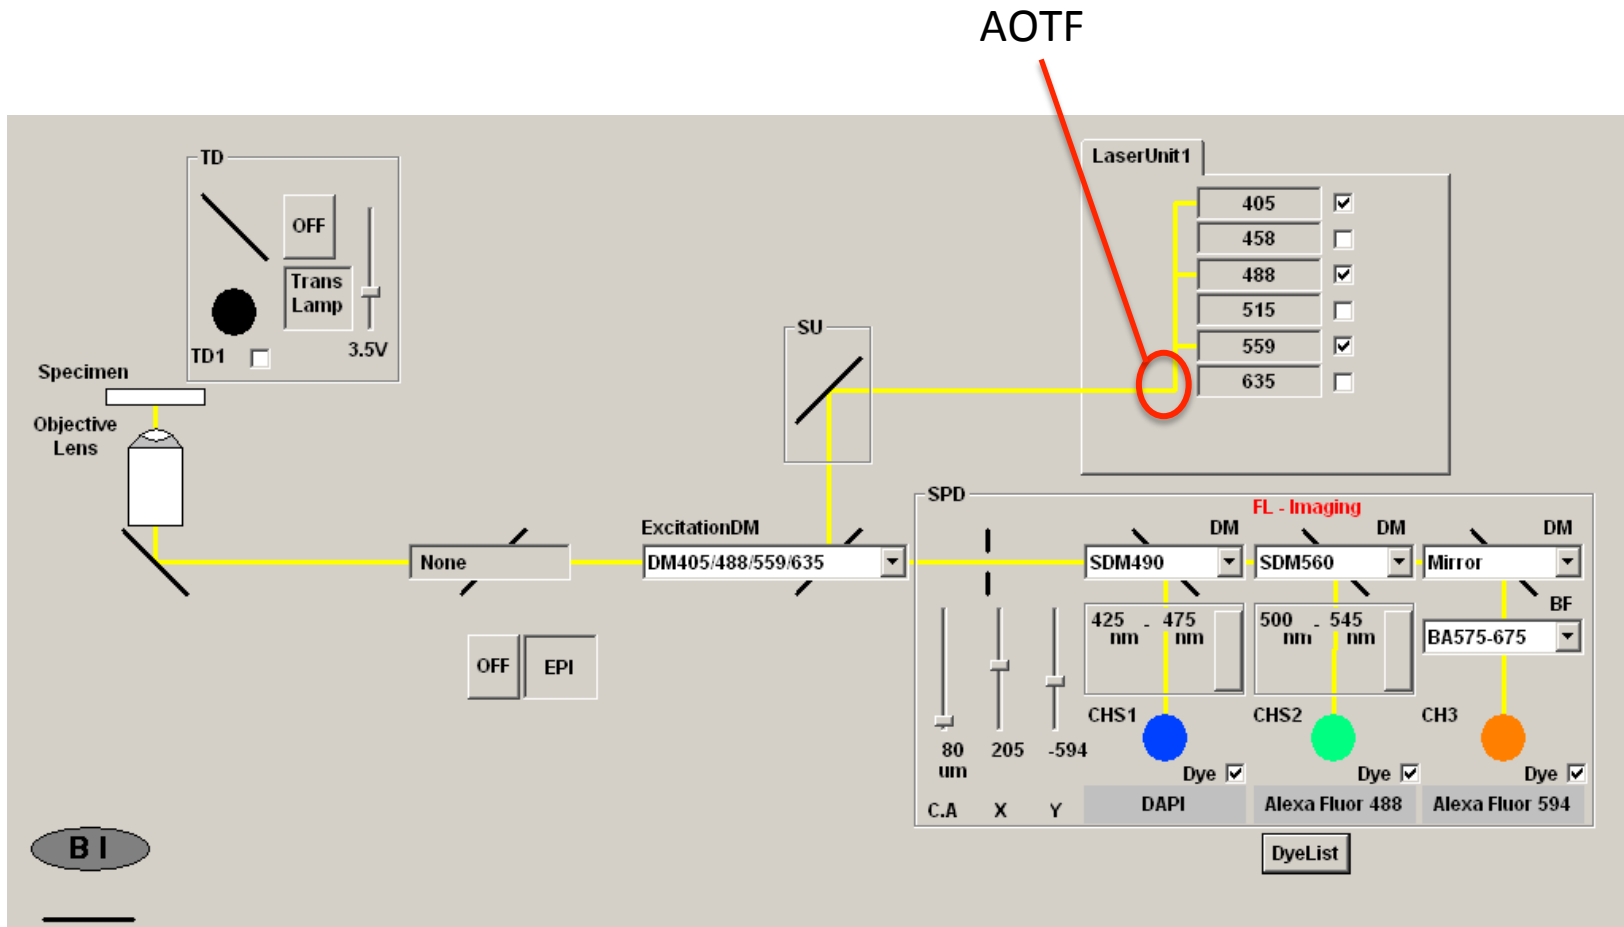 AOTF
LaserUnit1
405
458
488
515
559
635
TD
OFF
Trans
Lamp
TD1
3.5V
SU
Specimen
Objective
Lens
None
ExcitationDM
DM405/488/559/635
OFF
EPI
SPD
FL - Imaging
DM
DM
DM
SDM490
SDM560
Mirror
425 - 475
nm nm
500 - 545
nm nm
BF
BA575-675
CHS1
CHS2
CH3
80 205 -594
um
C.A X Y
Dye
Dye
Dye
DAPI
Alexa Fluor 488
Alexa Fluor 594
DyeList
B I